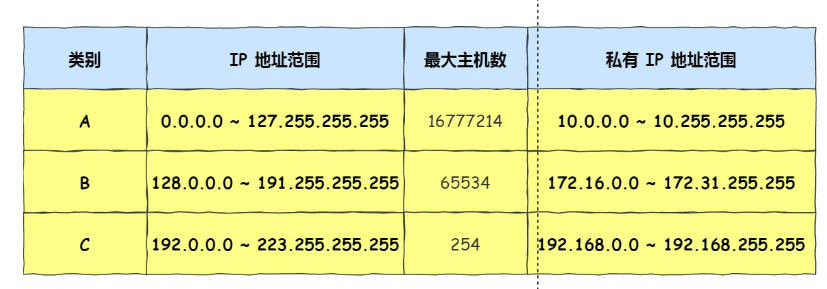 类别 IP 地址范围 最大主机数 私有 IP 地址范围
A 0.0.0.0 ~ 127.255.255.255 16777214 10.0.0.0 ~ 10.255.255.255
B 128.0.0.0 ~ 191.255.255.255 65534 172.16.0.0 ~ 172.31.255.255
C 192.0.0.0 ~ 223.255.255.255 254 192.168.0.0 ~ 192.168.255.255